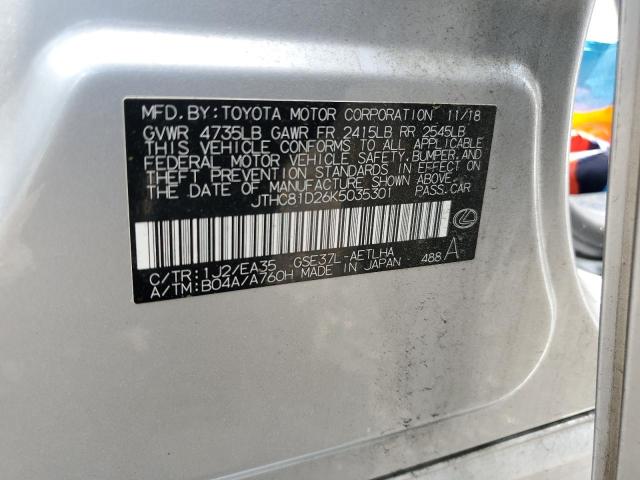 MFD. BY: TOYOTA MOTOR CORPORATION 11/18
GVWR 4735LB GAWR FR 2415LB RR 2545LB
THIS VEHICLE CONFORMS TO ALL APPLICABLE
FEDERAL MOTOR VEHICLE SAFETY, BUMPER, AND
THEFT PREVENTION STANDARDS IN EFFECT ON
THE DATE OF MANUFACTURE SHOWN ABOVE.
JTHC81D26K5035301 PASS. CAR
C/TR: 1J2/EA35 GSE37L-AETLHA
A/TM: B04A/A760H MADE IN JAPAN 488 A